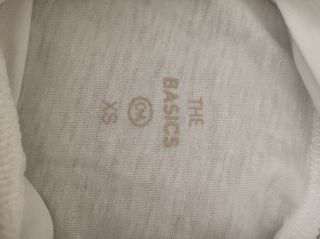 THE
BASICS
CN
XS